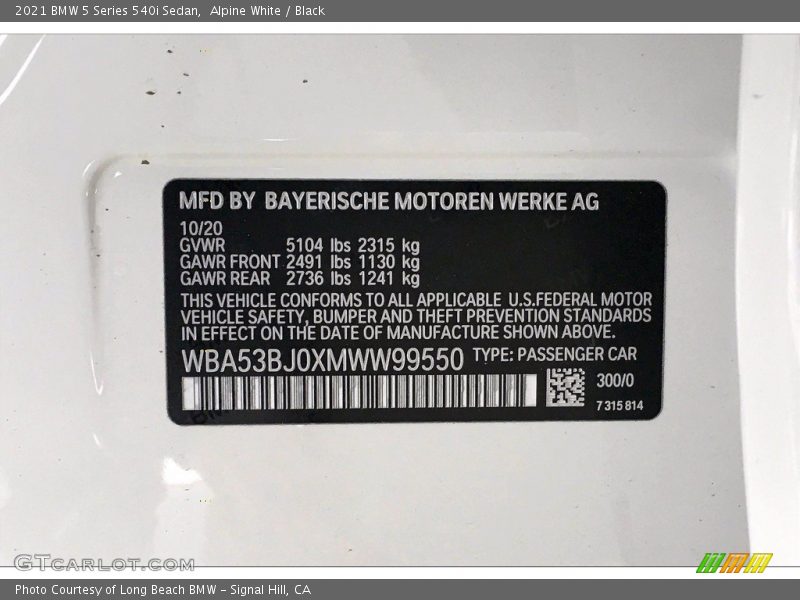 2021 BMW 5 Series 540i Sedan, Alpine White / Black
MFD BY BAYERISCHE MOTOREN WERKE AG
10/20
GVWR 5104 lbs 2315 kg
GAWR FRONT 2491 lbs 1130 kg
GAWR REAR 2736 lbs 1241 kg
THIS VEHICLE CONFORMS TO ALL APPLICABLE U.S.FEDERAL MOTOR
VEHICLE SAFETY, BUMPER AND THEFT PREVENTION STANDARDS
IN EFFECT ON THE DATE OF MANUFACTURE SHOWN ABOVE.
WBA53BJ0XMWW99550 TYPE: PASSENGER CAR
300/0
7 315 814
GTCarLot.com
Photo Courtesy of Long Beach BMW - Signal Hill, CA